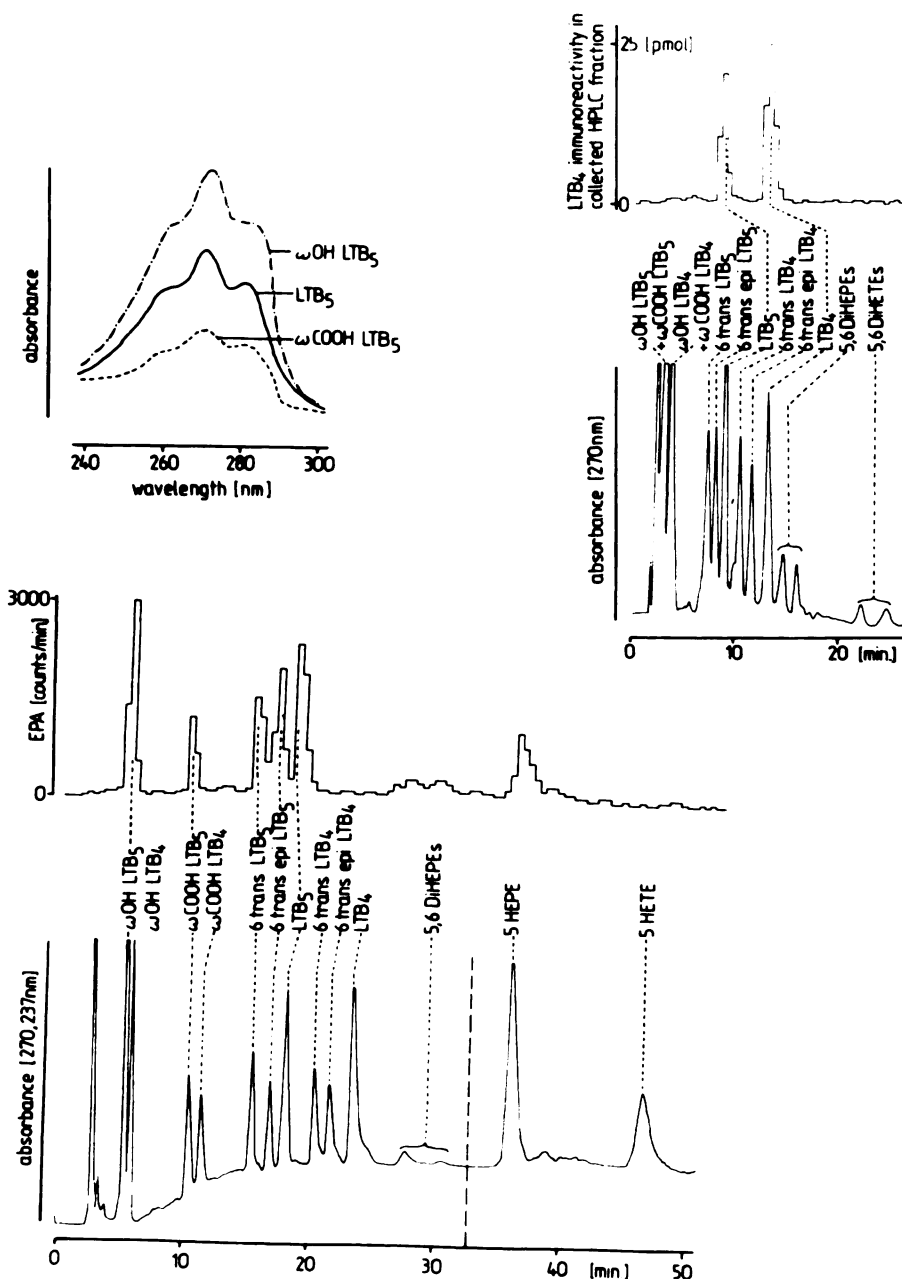 absorbance
ωOH LTB5
LTB5
ωCOOH LTB5
240 260 280 300
wavelength [nm]
LTB4 immunoreactivity in
collected HPLC fraction
25 [pmol]
0
ωOH LTB5
+ωCOOH LTB5
ωOH LTB4
+ωCOOH LTB4
6 trans LTB5
6 trans epi LTB5
LTB5
6 trans LTB4
6 trans epi LTB4
LTB4
5,6 DiHEPEs
5,6 DiHETEs
absorbance [270nm]
0 10 20 [min.]
EPA [counts/min]
3000
0
ωOH LTB5
ωOH LTB4
ωCOOH LTB5
ωCOOH LTB4
6 trans LTB5
6 trans epi LTB5
LTB5
6 trans LTB4
6 trans epi LTB4
LTB4
5,6 DiHEPEs
5 HEPE
5 HETE
absorbance [270,237nm]
0 10 20 30 [min] 50